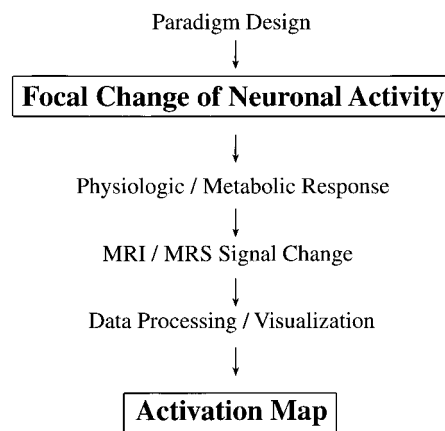 Paradigm Design
Focal Change of Neuronal Activity
Physiologic / Metabolic Response
MRI / MRS Signal Change
Data Processing / Visualization
Activation Map